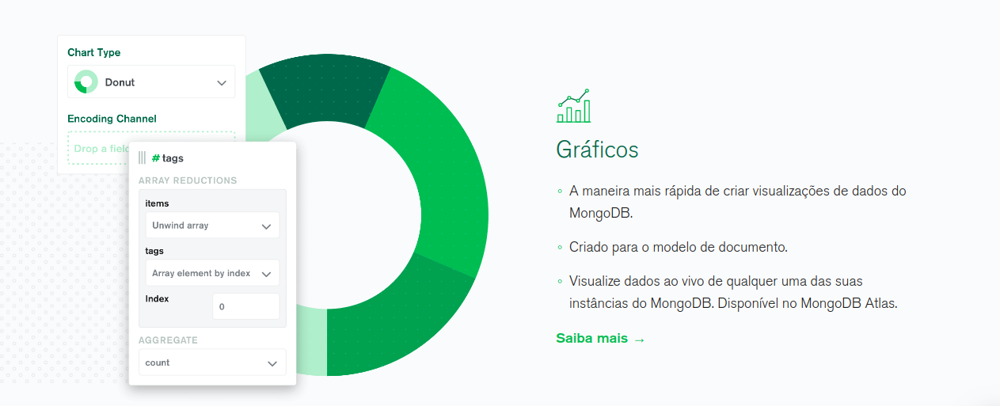 Chart Type
Donut
Encoding Channel
Drop a field
# tags
ARRAY REDUCTIONS
items
Unwind array
tags
Array element by index
Index
0
AGGREGATE
count
Gráficos
A maneira mais rápida de criar visualizações de dados do
MongoDB.
Criado para o modelo de documento.
Visualize dados ao vivo de qualquer uma das suas
instâncias do MongoDB. Disponível no MongoDB Atlas.
Saiba mais →